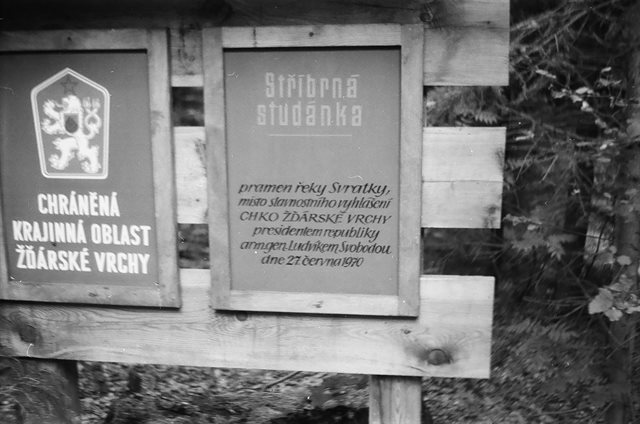 CHRÁNĚNÁ
KRAJINNÁ OBLAST
ŽĎÁRSKÉ VRCHY
Stříbrná
studánka
pramen řeky Svratky,
místo slavnostního vyhlášení
CHKO ŽĎÁRSKÉ VRCHY
presidentem republiky
arm.gen. Ludvíkem Svobodou
dne 27. června 1970